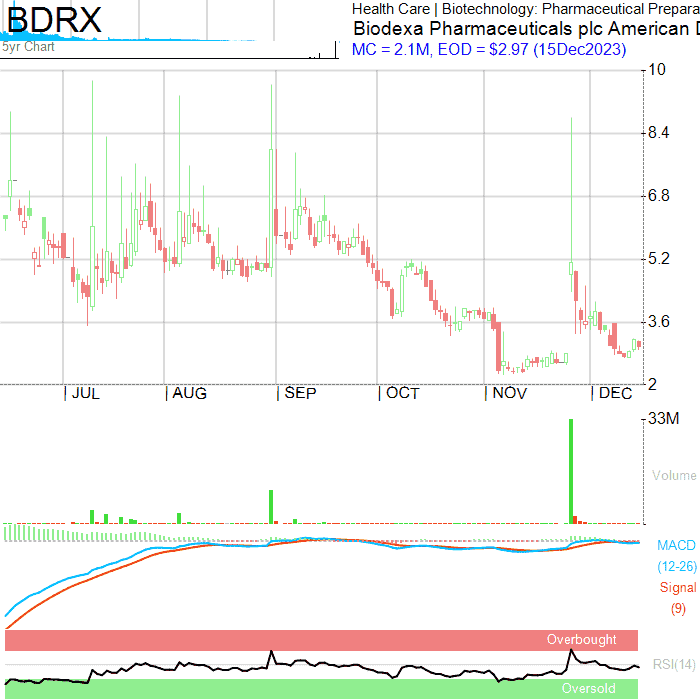 BDRX
5yr Chart
Health Care | Biotechnology: Pharmaceutical Prepara
Biodexa Pharmaceuticals plc American D
MC = 2.1M, EOD = $2.97 (15Dec2023)
10
8.4
6.8
5.2
3.6
2
JUL AUG SEP OCT NOV DEC
33M
Volume
MACD
(12-26)
Signal
(9)
Overbought
RSI(14)
Oversold